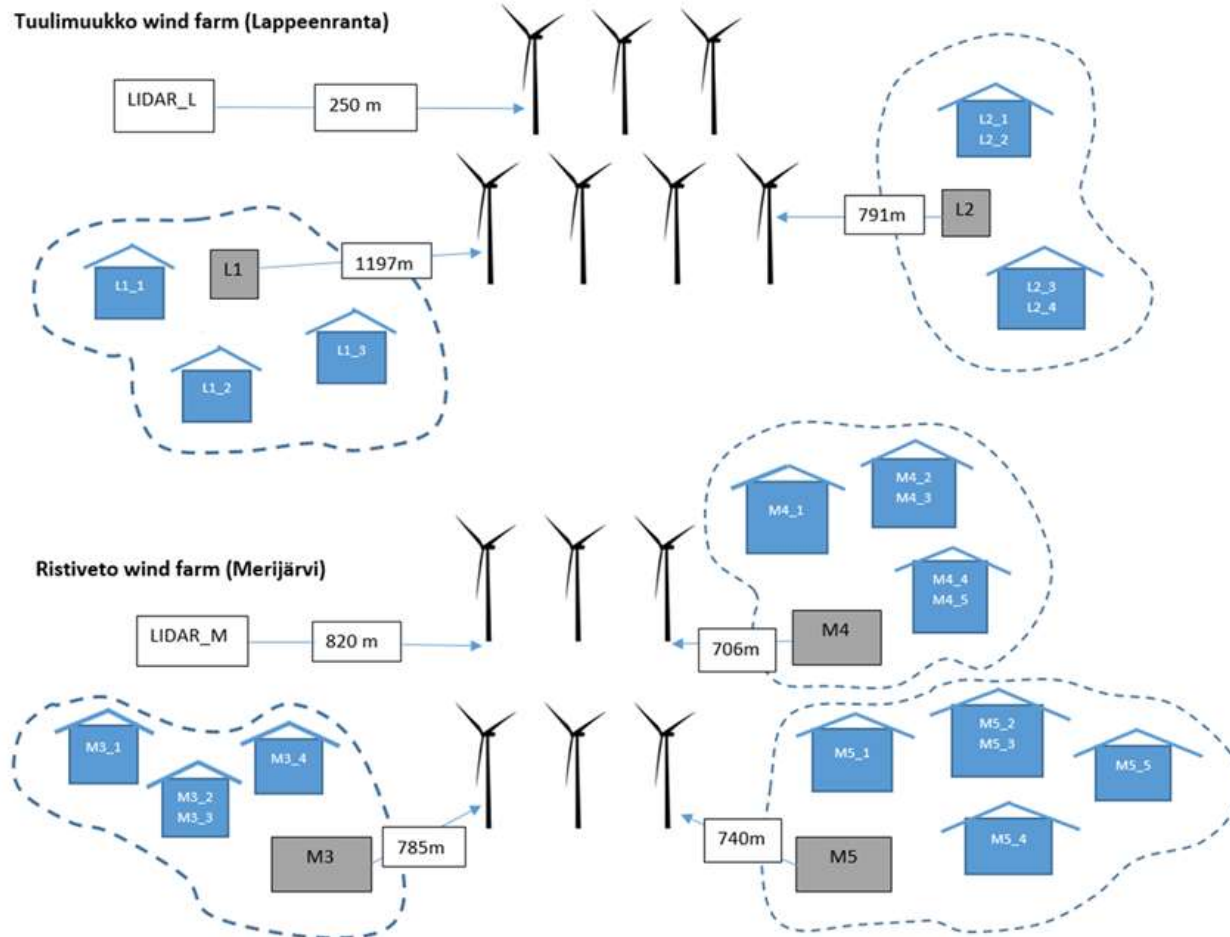 Tuulimuukko wind farm (Lappeenranta)
LIDAR_L
250 m
L2_1
L2_2
791m
L2
L1
1197m
L1_1
L2_3
L2_4
L1_3
L1_2
M4_2
M4_3
M4_1
Ristiveto wind farm (Merijärvi)
M4_4
M4_5
LIDAR_M
820 m
706m
M4
M3_1
M3_4
M3_2
M3_3
M5_2
M5_3
M5_1
M5_5
M3
785m
740m
M5
M5_4